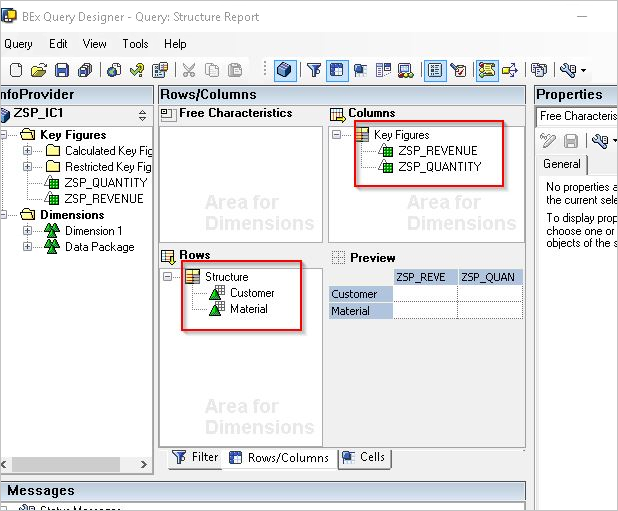 BEx Query Designer - Query: Structure Report
Query Edit View Tools Help
InfoProvider
ZSP_IC1
Key Figures
Calculated Key Fig
Restricted Key Fig
ZSP_QUANTITY
ZSP_REVENUE
Dimensions
Dimension 1
Data Package
Rows/Columns
Free Characteristics
Area for
Dimensions
Columns
Key Figures
ZSP_REVENUE
ZSP_QUANTITY
Area for
Dimensions
Rows
Structure
Customer
Material
Area for
Dimensions
Preview
ZSP_REVE ZSP_QUAN
Customer
Material
Filter Rows/Columns Cells
Properties
Free Characteris
General
No properties a
the current sele
To display prop
choose one or
objects of the s
Messages
Status Messages